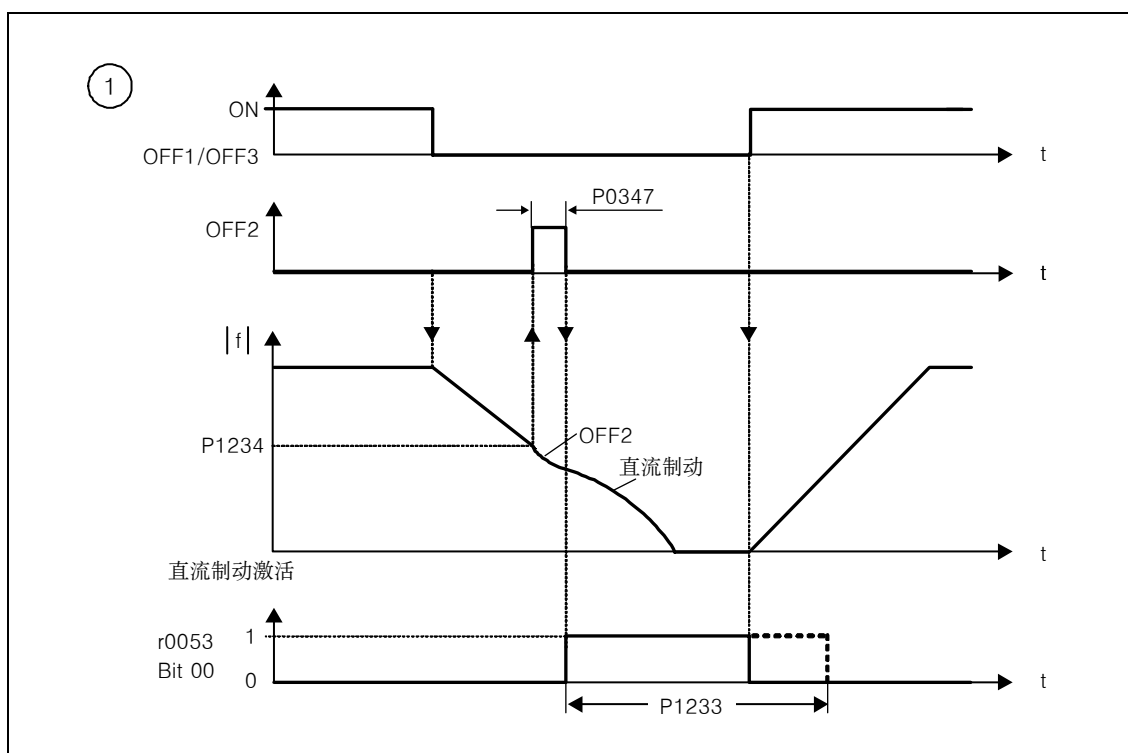 1
ON
OFF1/OFF3
t
P0347
OFF2
t
|f|
P1234
OFF2
直流制动
t
直流制动激活
r0053
Bit 00
1
0
t
P1233